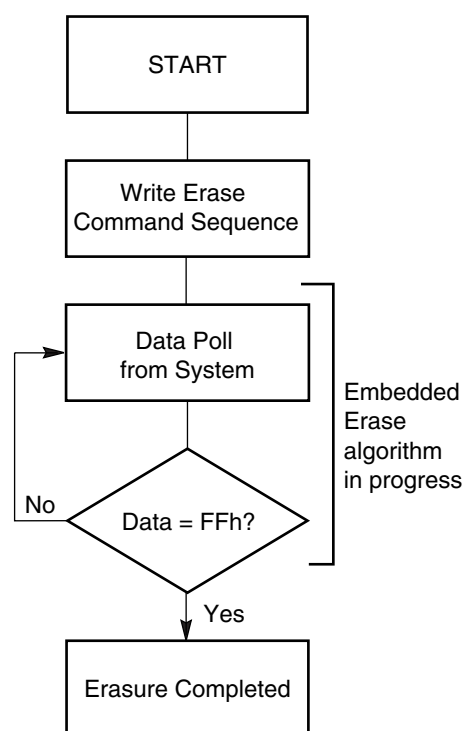 START
Write Erase
Command Sequence
Data Poll
from System
Embedded
Erase
algorithm
in progress
No
Data = FFh?
Yes
Erasure Completed